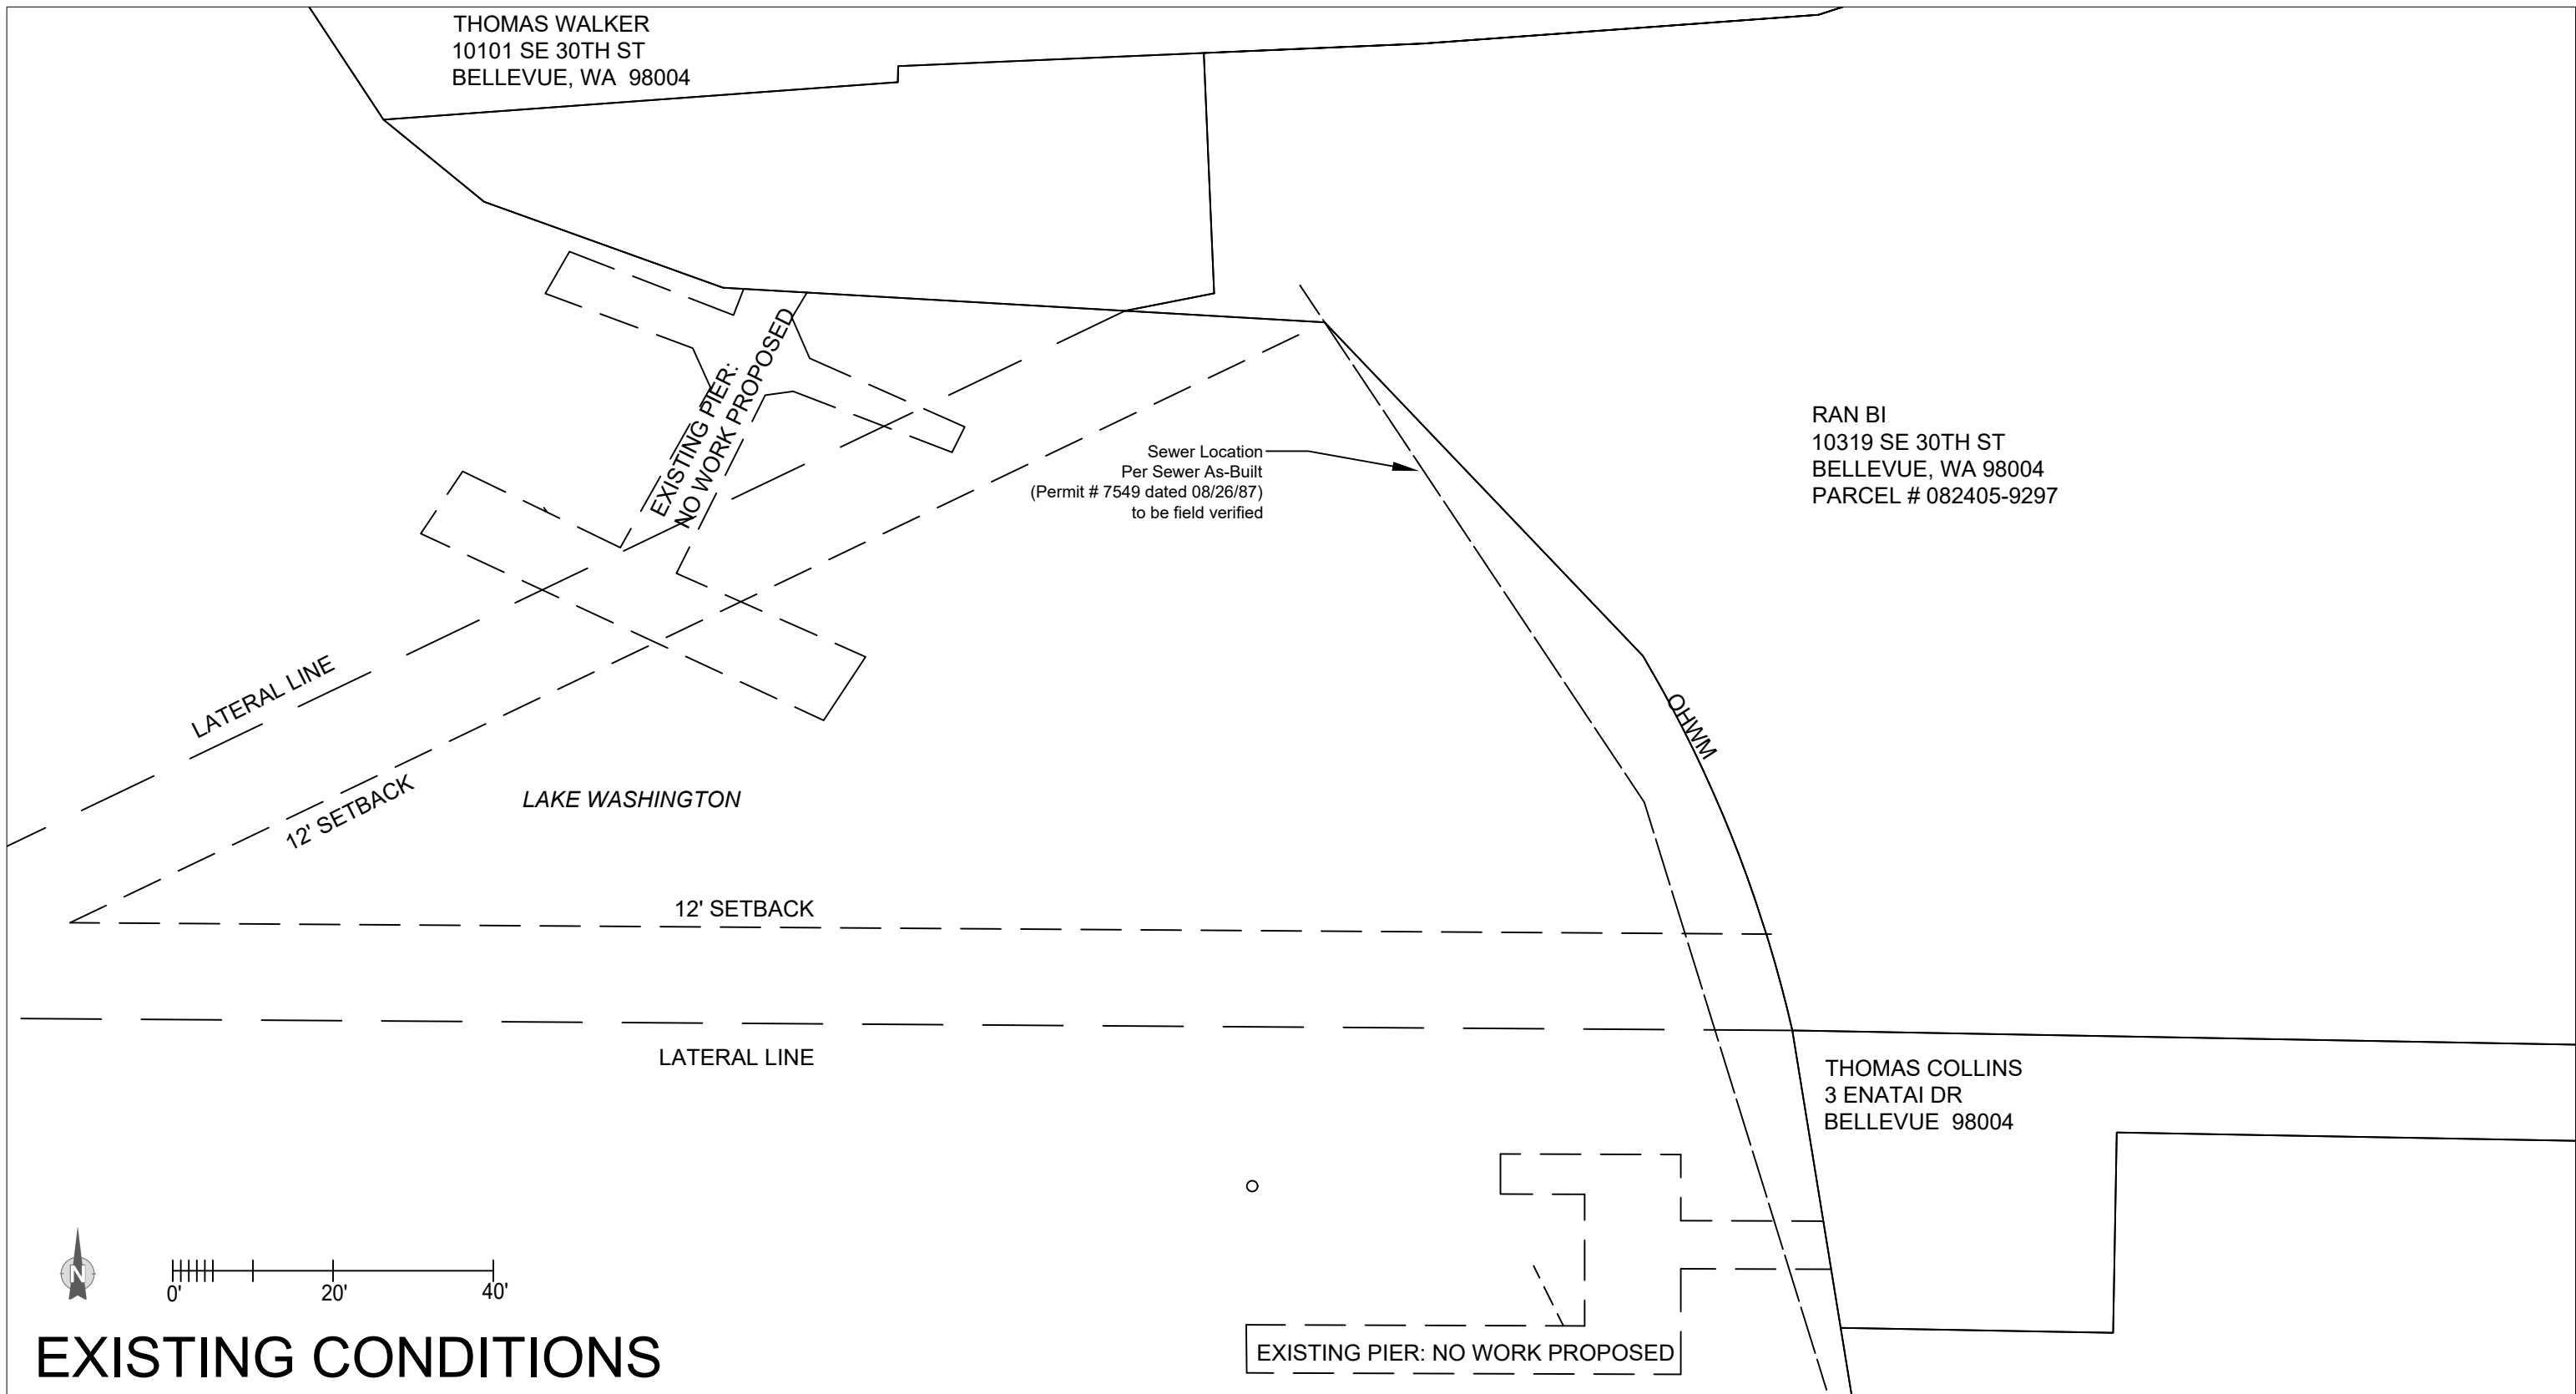 THOMAS WALKER
10101 SE 30TH ST
BELLEVUE, WA  98004
EXISTING PIER:
NO WORK PROPOSED
Sewer Location
Per Sewer As-Built
(Permit # 7549 dated 08/26/87)
to be field verified
RAN BI
10319 SE 30TH ST
BELLEVUE, WA 98004
PARCEL # 082405-9297
LATERAL LINE
12' SETBACK
LAKE WASHINGTON
OHWM
12' SETBACK
LATERAL LINE
THOMAS COLLINS
3 ENATAI DR
BELLEVUE  98004
N
0'
20'
40'
EXISTING PIER: NO WORK PROPOSED
EXISTING CONDITIONS